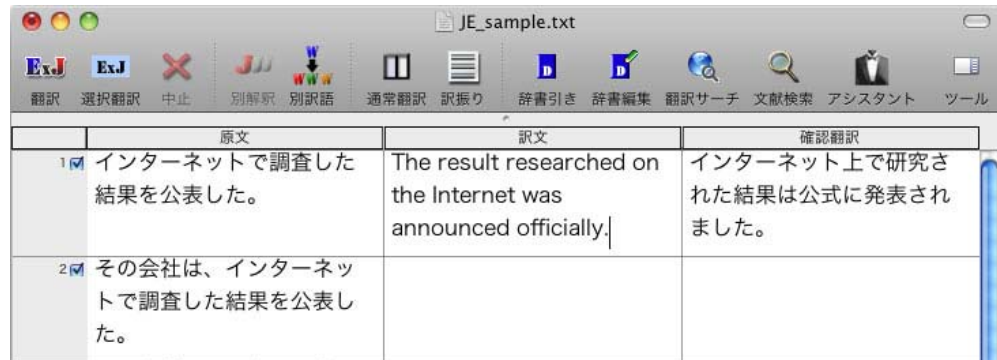 JE_sample.txt
ExJ ExJ J W WWW D D
翻訳 選択翻訳 中止 別解釈 別訳語 通常翻訳 訳振り 辞書引き 辞書編集 翻訳サーチ 文献検索 アシスタント ツール
原文 訳文 確認翻訳
1 インターネットで調査した
結果を公表した。
The result researched on
the Internet was
announced officially.
インターネット上で研究さ
れた結果は公式に発表され
ました。
2 その会社は、インターネッ
トで調査した結果を公表し
た。